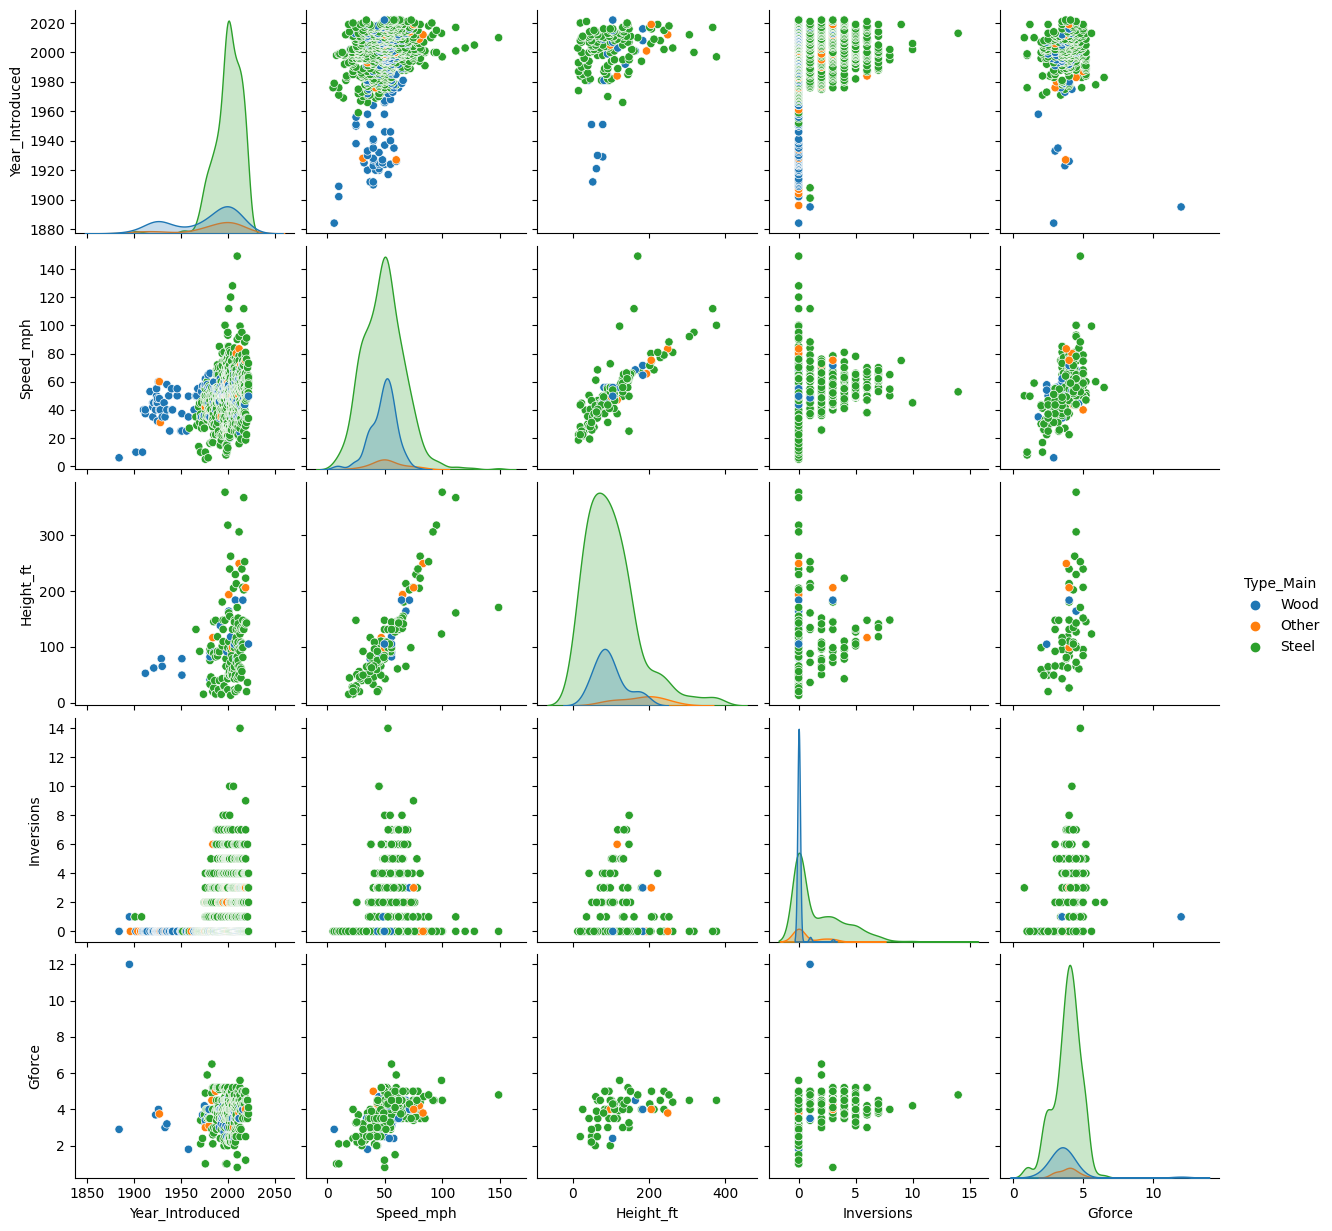 2020
2000
1980
1960
1940
1920
1900
1880
Year_Introduced
140
120
100
80
60
40
20
0
Speed_mph
300
200
100
0
Height_ft
Type_Main
Wood
Other
Steel
14
12
10
8
6
4
2
0
Inversions
12
10
8
6
4
2
Gforce
1850 1900 1950 2000 2050
0 50 100 150
0 200 400
0 5 10 15
0 5 10
Year_Introduced Speed_mph Height_ft Inversions Gforce